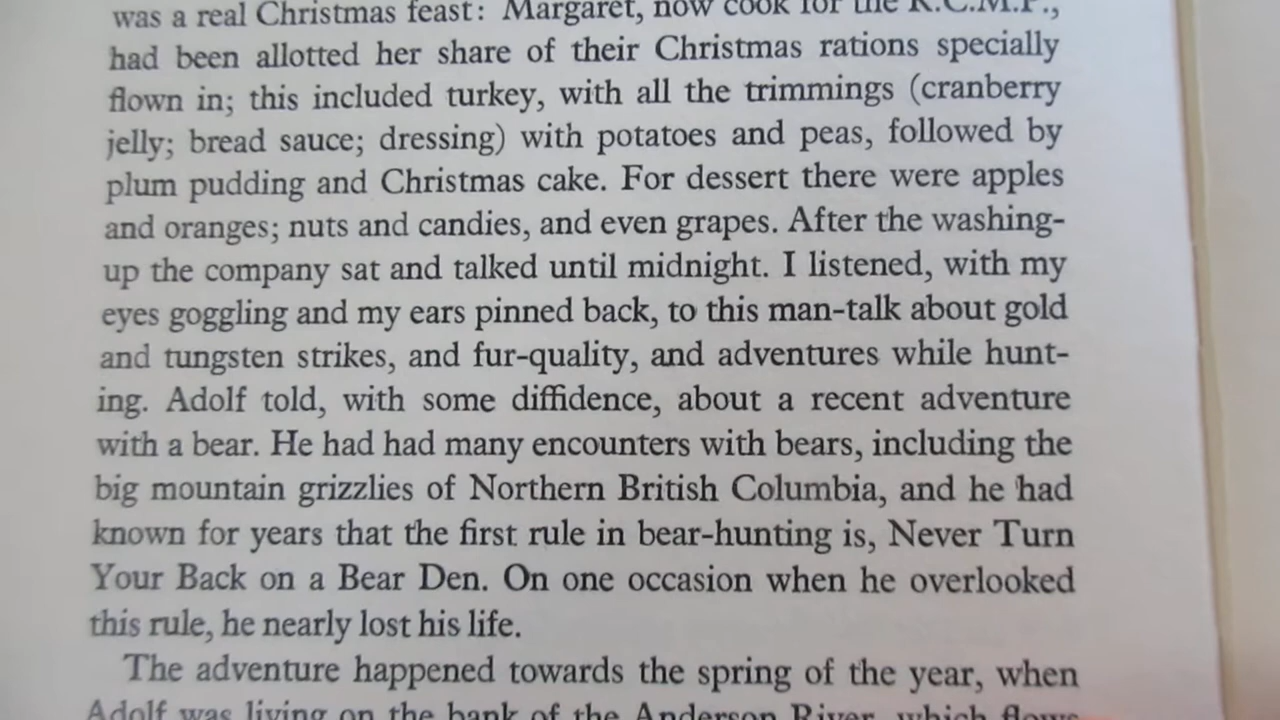 was a real Christmas feast: Margaret, now cook for the R.C.M.P.,
had been allotted her share of their Christmas rations specially
flown in; this included turkey, with all the trimmings (cranberry
jelly; bread sauce; dressing) with potatoes and peas, followed by
plum pudding and Christmas cake. For dessert there were apples
and oranges; nuts and candies, and even grapes. After the washing-
up the company sat and talked until midnight. I listened, with my
eyes goggling and my ears pinned back, to this man-talk about gold
and tungsten strikes, and fur-quality, and adventures while hunt-
ing. Adolf told, with some diffidence, about a recent adventure
with a bear. He had had many encounters with bears, including the
big mountain grizzlies of Northern British Columbia, and he had
known for years that the first rule in bear-hunting is, Never Turn
Your Back on a Bear Den. On one occasion when he overlooked
this rule, he nearly lost his life.
The adventure happened towards the spring of the year, when
Adolf was living on the bank of the Anderson River, which flows